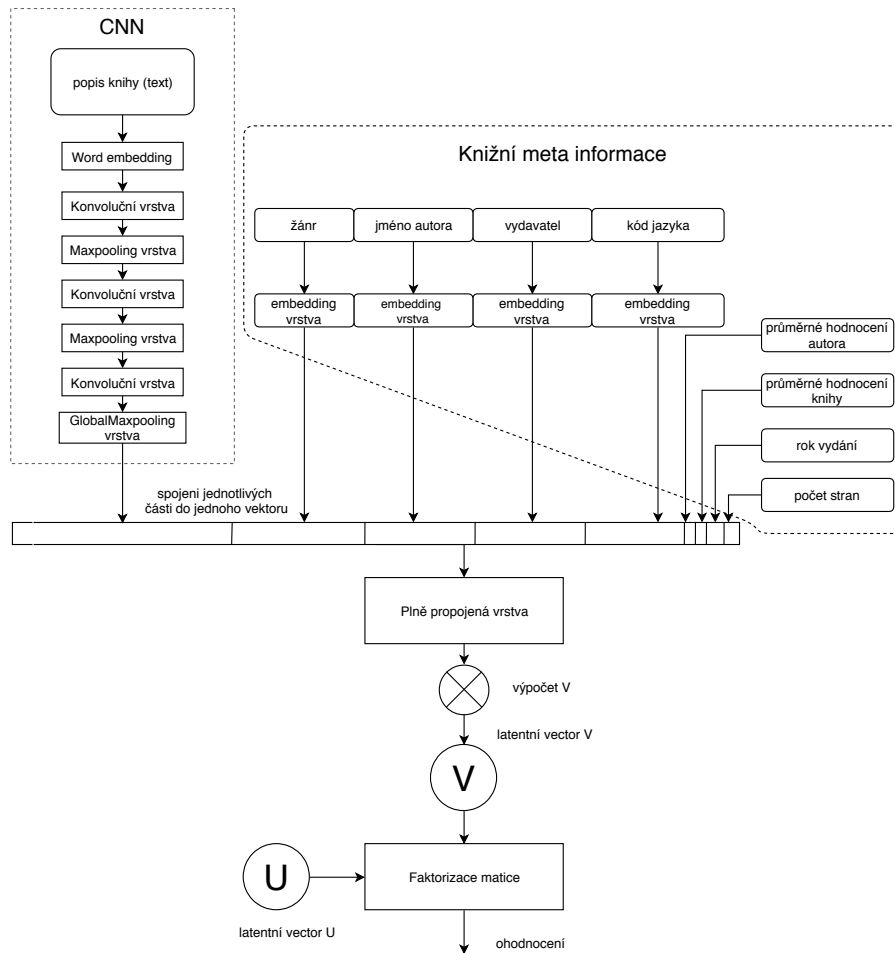 CNN
popis knihy (text)
Word embedding
Konvoluční vrstva
Maxpooling vrstva
Konvoluční vrstva
Maxpooling vrstva
Konvoluční vrstva
GlobalMaxpooling
vrstva
Knižní meta informace
žánr
jméno autora
vydavatel
kód jazyka
embedding
vrstva
embedding
vrstva
embedding
vrstva
embedding
vrstva
průměrné hodnocení
autora
průměrné hodnocení
knihy
rok vydání
počet stran
spojeni jednotlivých
části do jednoho vektoru
Plně propojená vrstva
výpočet V
latentní vector V
V
U
Faktorizace matice
latentní vector U
ohodnocení